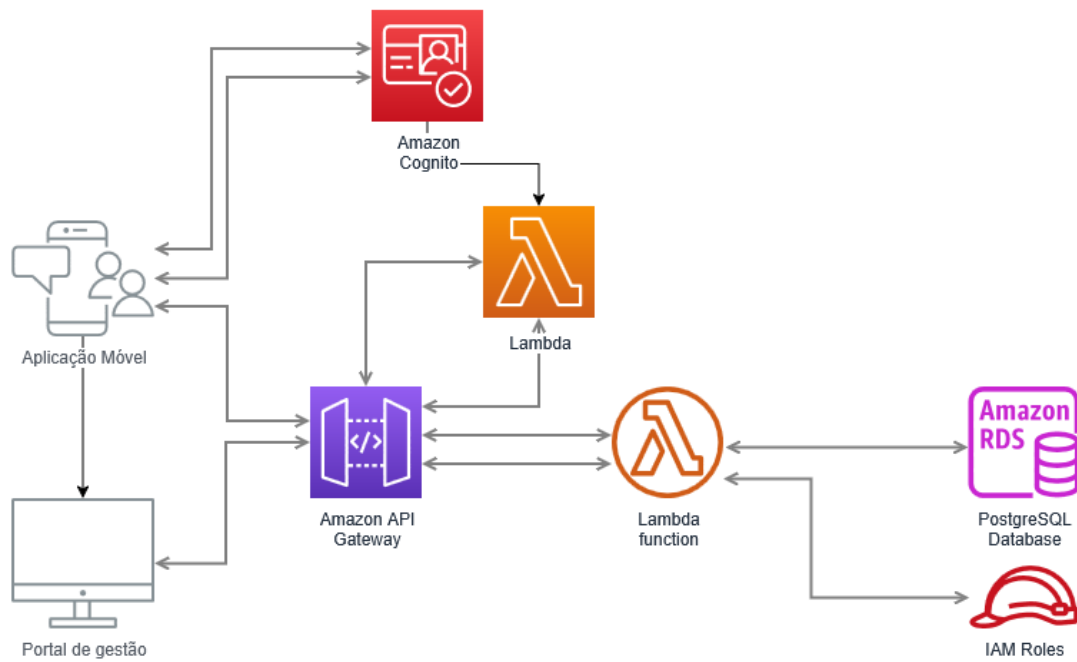 Amazon
Cognito
Lambda
Aplicação Móvel
Amazon API
Gateway
</>
Lambda
function
Amazon
RDS
PostgreSQL
Database
Portal de gestão
IAM Roles